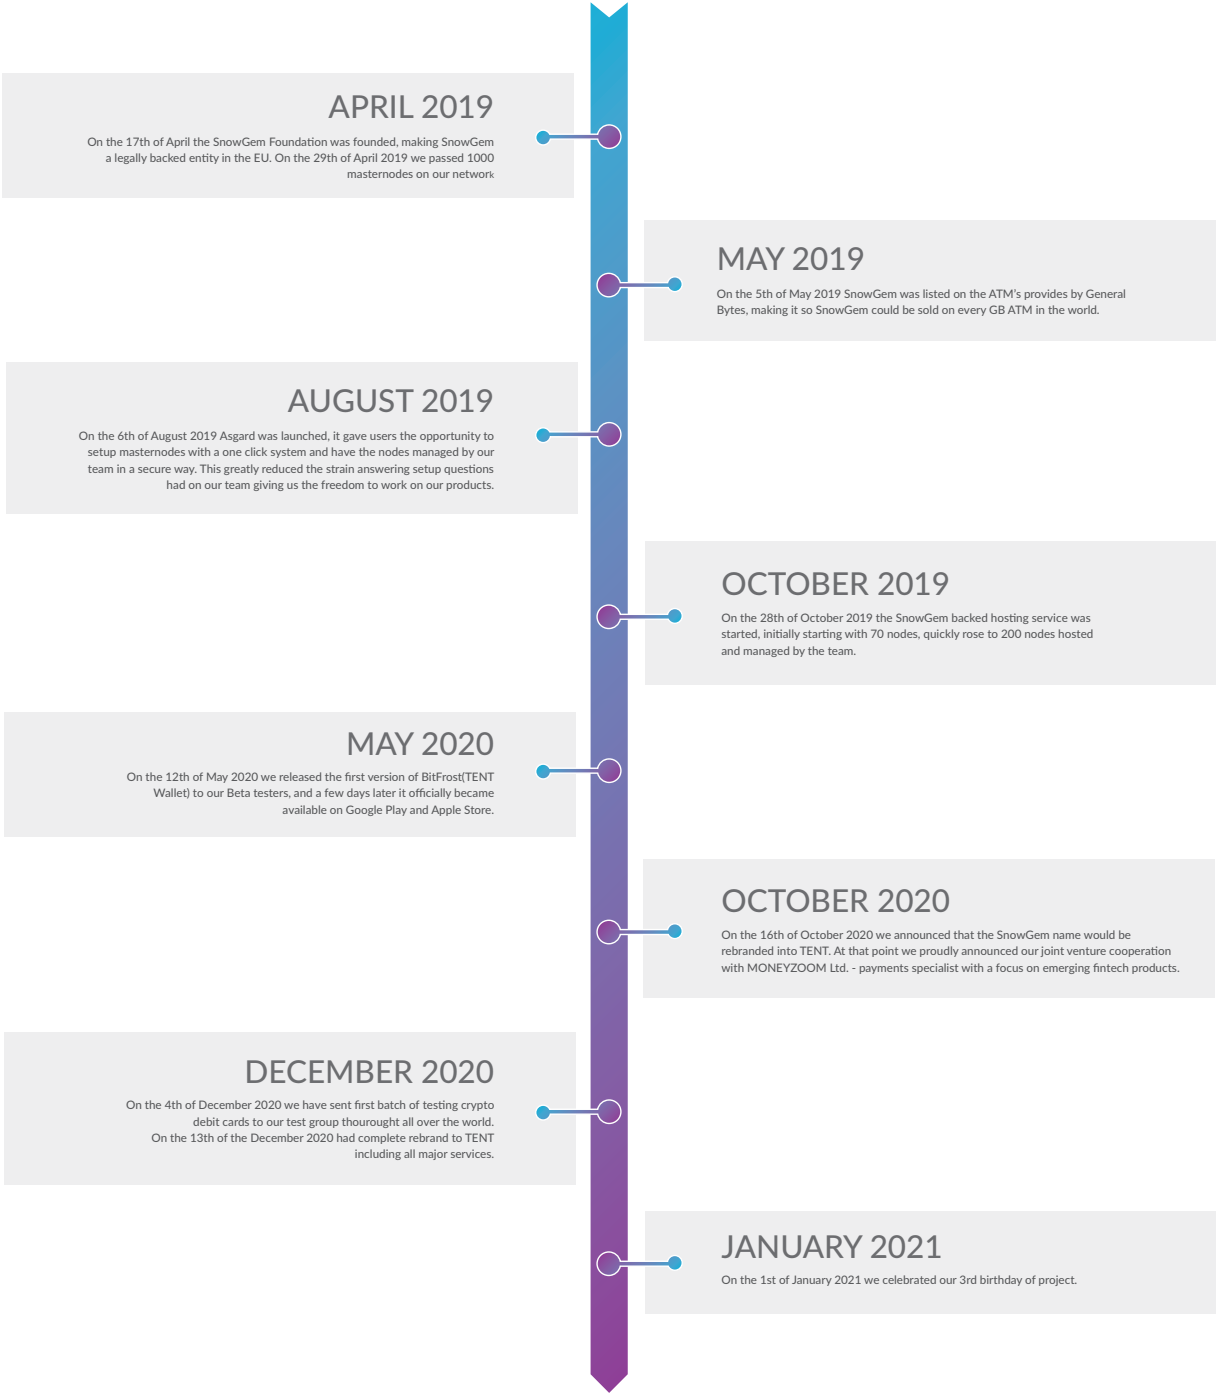 APRIL 2019
On the 17th of April the SnowGem Foundation was founded, making SnowGem
a legally backed entity in the EU. On the 29th of April 2019 we passed 1000
masternodes on our network
MAY 2019
On the 5th of May 2019 SnowGem was listed on the ATM's provides by General
Bytes, making it so SnowGem could be sold on every GB ATM in the world.
AUGUST 2019
On the 6th of August 2019 Asgard was launched, it gave users the opportunity to
setup masternodes with a one click system and have the nodes managed by our
team in a secure way. This greatly reduced the strain answering setup questions
had on our team giving us the freedom to work on our products.
OCTOBER 2019
On the 28th of October 2019 the SnowGem backed hosting service was
started, initially starting with 70 nodes, quickly rose to 200 nodes hosted
and managed by the team.
MAY 2020
On the 12th of May 2020 we released the first version of BitFrost(TENT
Wallet) to our Beta testers, and a few days later it officially became
available on Google Play and Apple Store.
OCTOBER 2020
On the 16th of October 2020 we announced that the SnowGem name would be
rebranded into TENT. At that point we proudly announced our joint venture cooperation
with MONEYZOOM Ltd. - payments specialist with a focus on emerging fintech products.
DECEMBER 2020
On the 4th of December 2020 we have sent first batch of testing crypto
debit cards to our test group thourought all over the world.
On the 13th of the December 2020 had complete rebrand to TENT
including all major services.
JANUARY 2021
On the 1st of January 2021 we celebrated our 3rd birthday of project.